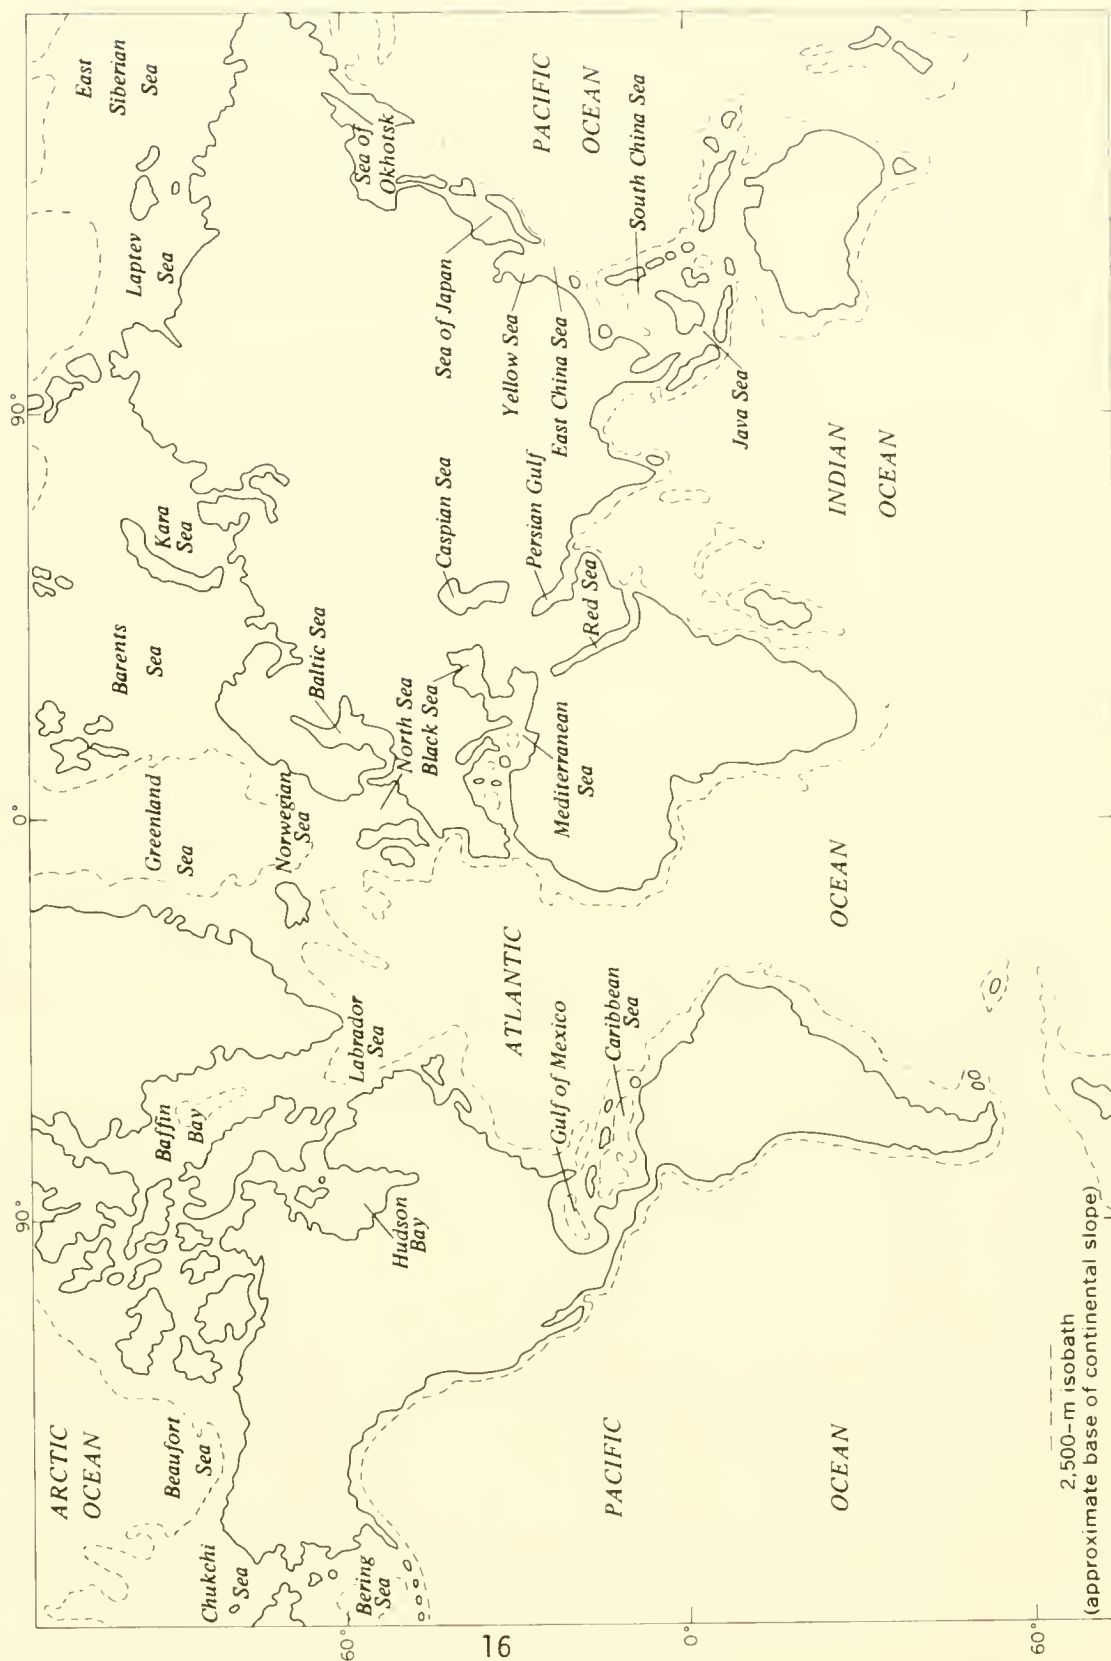 ARCTIC
OCEAN
Chukchi
Sea
Beaufort
Sea
Bering
Sea
Baffin
Bay
Hudson
Bay
Labrador
Sea
Greenland
Sea
Norwegian
Sea
Barents
Sea
Kara
Sea
Laptev
Sea
East
Siberian
Sea
Baltic Sea
North Sea
Black Sea
Caspian Sea
Mediterranean
Sea
Persian Gulf
Red Sea
Sea of
Okhotsk
Sea of Japan
Yellow Sea
East China Sea
South China Sea
Java Sea
Gulf of Mexico
Caribbean
Sea
PACIFIC
OCEAN
ATLANTIC
OCEAN
INDIAN
OCEAN
PACIFIC
OCEAN
90°
0°
90°
60°
0°
60°
2,500-m isobath
(approximate base of continental slope)
16